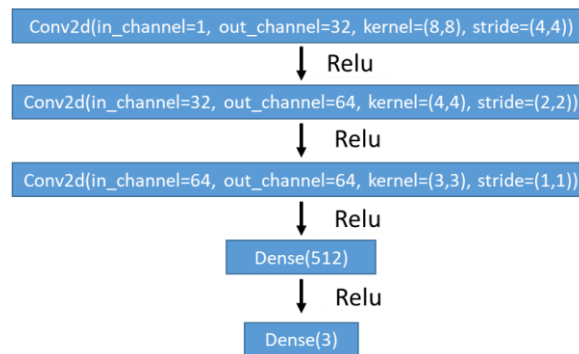 Conv2d(in_channel=1, out_channel=32, kernel=(8,8), stride=(4,4))
Relu
Conv2d(in_channel=32, out_channel=64, kernel=(4,4), stride=(2,2))
Relu
Conv2d(in_channel=64, out_channel=64, kernel=(3,3), stride=(1,1))
Relu
Dense(512)
Relu
Dense(3)